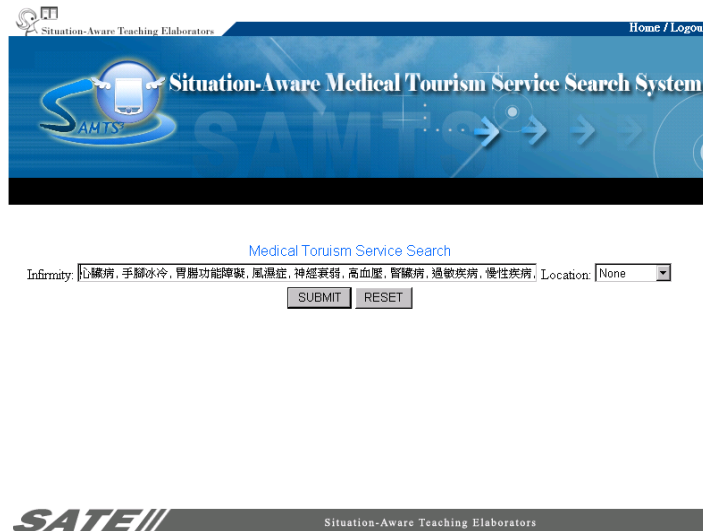 Situation-Aware Teaching Elaborators
Home / Logou
Situation-Aware Medical Tourism Service Search System
SAMTS
SAMTS
Medical Toruism Service Search
Infirmity: 心臟病, 手腳冰冷, 胃腸功能障礙, 風濕症, 神經衰弱, 高血壓, 腎臟病, 過敏疾病, 慢性疾病, Location: None
SUBMIT RESET
SATE Situation-Aware Teaching Elaborators